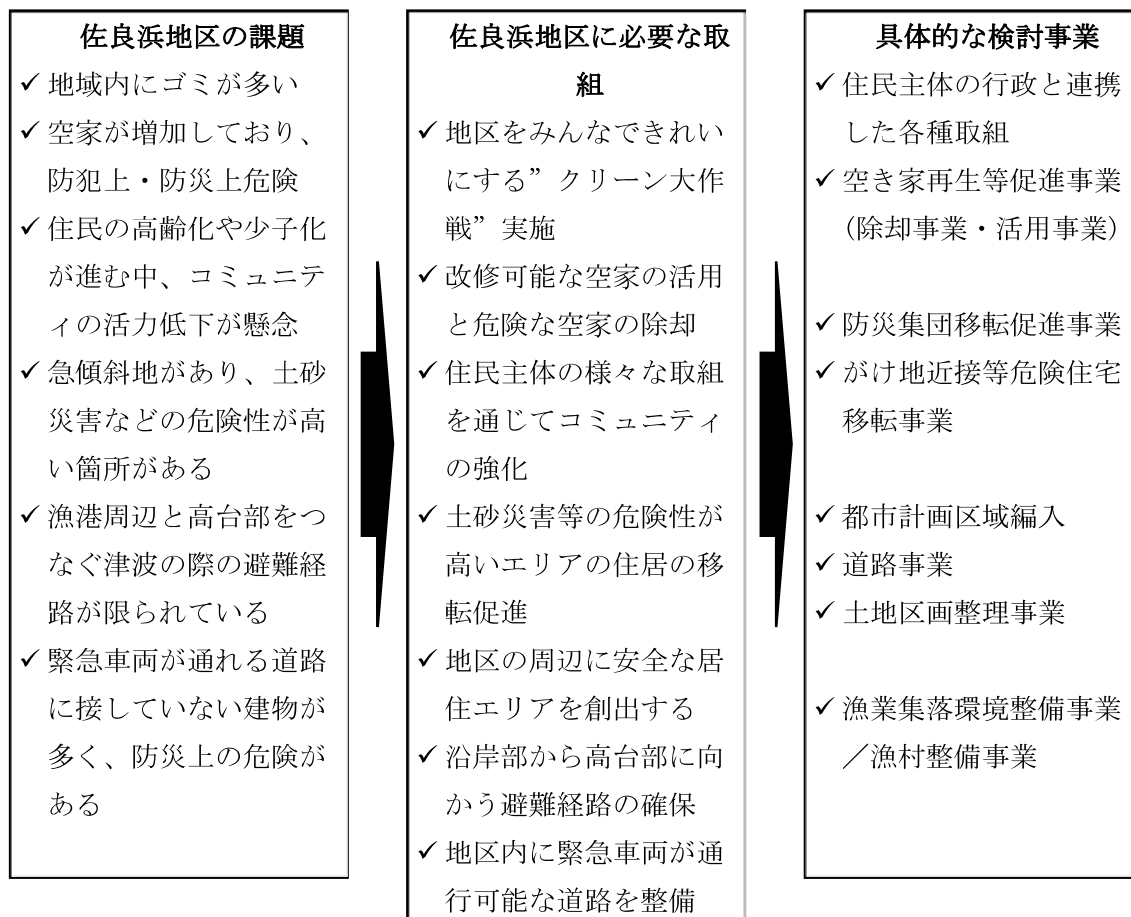 佐良浜地区の課題
✓ 地域内にゴミが多い
✓ 空家が増加しており、
防犯上・防災上危険
✓ 住民の高齢化や少子化
が進む中、コミュニテ
ィの活力低下が懸念
✓ 急傾斜地があり、土砂
災害などの危険性が高
い箇所がある
✓ 漁港周辺と高台部をつ
なぐ津波の際の避難経
路が限られている
✓ 緊急車両が通れる道路
に接していない建物が
多く、防災上の危険が
ある
佐良浜地区に必要な取
組
✓ 地区をみんなできれい
にする”クリーン大作
戦”実施
✓ 改修可能な空家の活用
と危険な空家の除却
✓ 住民主体の様々な取組
を通じてコミュニティ
の強化
✓ 土砂災害等の危険性が
高いエリアの住居の移
転促進
✓ 地区の周辺に安全な居
住エリアを創出する
✓ 沿岸部から高台部に向
かう避難経路の確保
✓ 地区内に緊急車両が通
行可能な道路を整備
具体的な検討事業
✓ 住民主体の行政と連携
した各種取組
✓ 空き家再生等促進事業
(除却事業・活用事業)
✓ 防災集団移転促進事業
✓ がけ地近接等危険住宅
移転事業
✓ 都市計画区域編入
✓ 道路事業
✓ 土地区画整理事業
✓ 漁業集落環境整備事業
／漁村整備事業